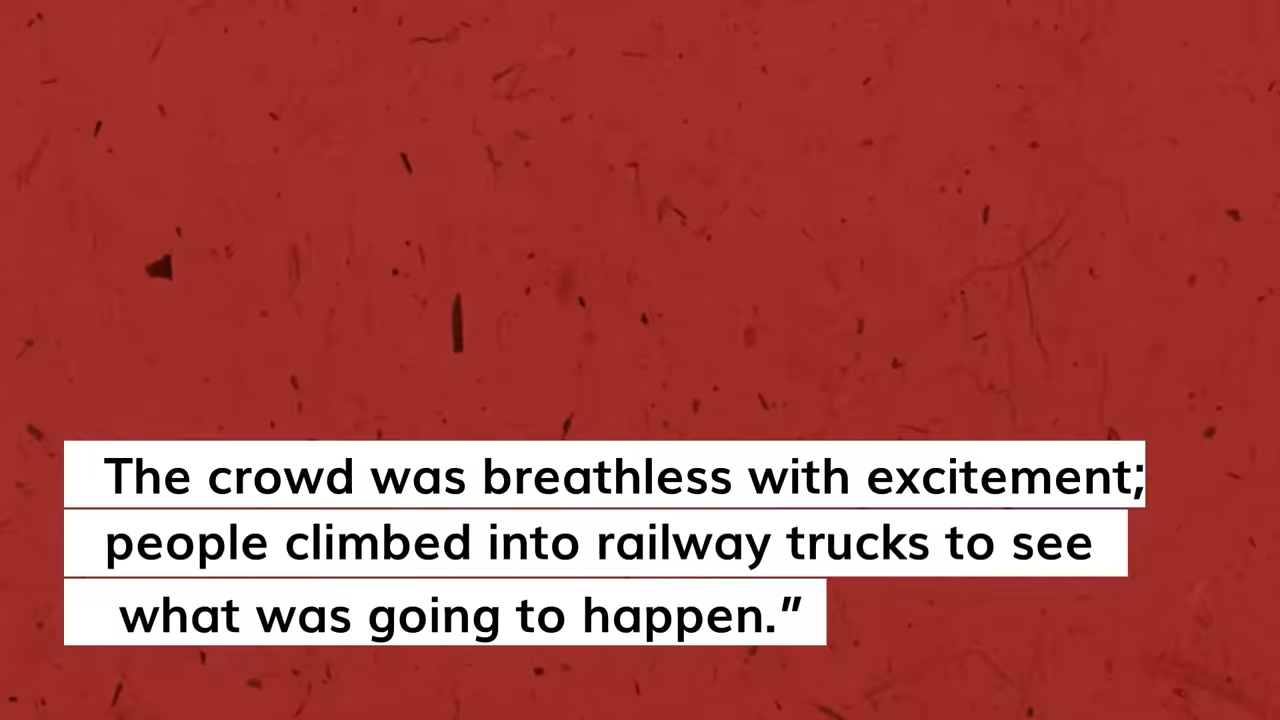 The crowd was breathless with excitement;
people climbed into railway trucks to see
what was going to happen.”